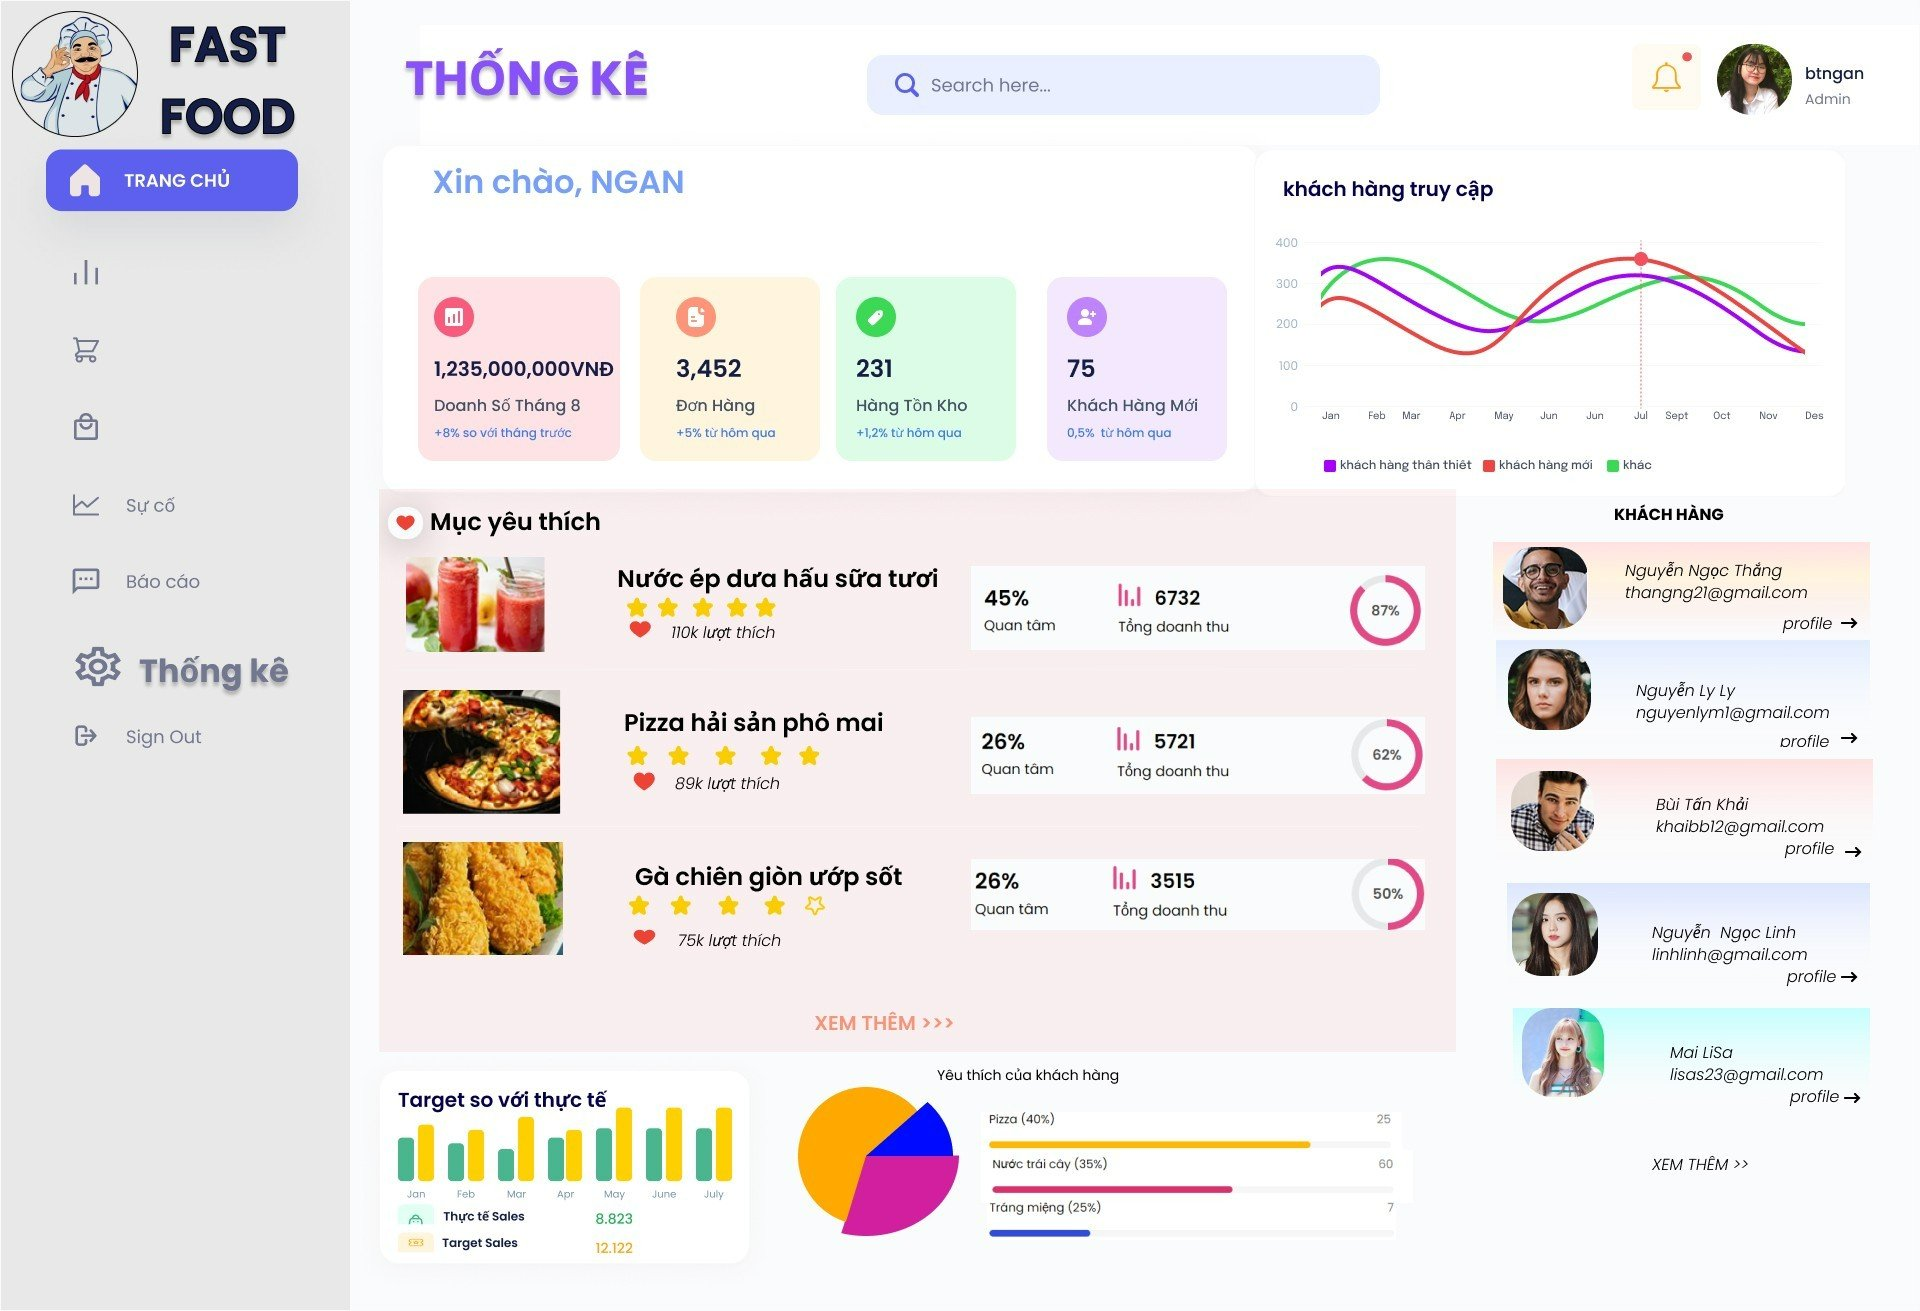 FAST
FOOD
TRANG CHỦ
Sự cố
Báo cáo
Thống kê
Sign Out
THỐNG KÊ
Search here...
btngan
Admin
Xin chào, NGAN
1,235,000,000VNĐ
Doanh Số Tháng 8
+8% so với tháng trước
3,452
Đơn Hàng
+5% từ hôm qua
231
Hàng Tồn Kho
+1,2% từ hôm qua
75
Khách Hàng Mới
0,5% từ hôm qua
khách hàng truy cập
400
300
200
100
0
Jan Feb Mar Apr May Jun Jun Jul Sept Oct Nov Des
khách hàng thân thiêt khách hàng mới khác
Mục yêu thích
Nước ép dưa hấu sữa tươi
110k lượt thích
45%
Quan tâm
6732
Tổng doanh thu
87%
Pizza hải sản phô mai
89k lượt thích
26%
Quan tâm
5721
Tổng doanh thu
62%
Gà chiên giòn ướp sốt
75k lượt thích
26%
Quan tâm
3515
Tổng doanh thu
50%
XEM THÊM >>>
KHÁCH HÀNG
Nguyễn Ngọc Thắng
thangng21@gmail.com
profile
Nguyễn Ly Ly
nguyenlym1@gmail.com
profile
Bùi Tấn Khải
khaibb12@gmail.com
profile
Nguyễn Ngọc Linh
linhlinh@gmail.com
profile
Mai LiSa
lisas23@gmail.com
profile
XEM THÊM >>
Target so với thực tế
Jan Feb Mar Apr May June July
Thực tế Sales 8.823
Target Sales 12.122
Yêu thích của khách hàng
Pizza (40%) 25
Nước trái cây (35%) 60
Tráng miệng (25%) 7